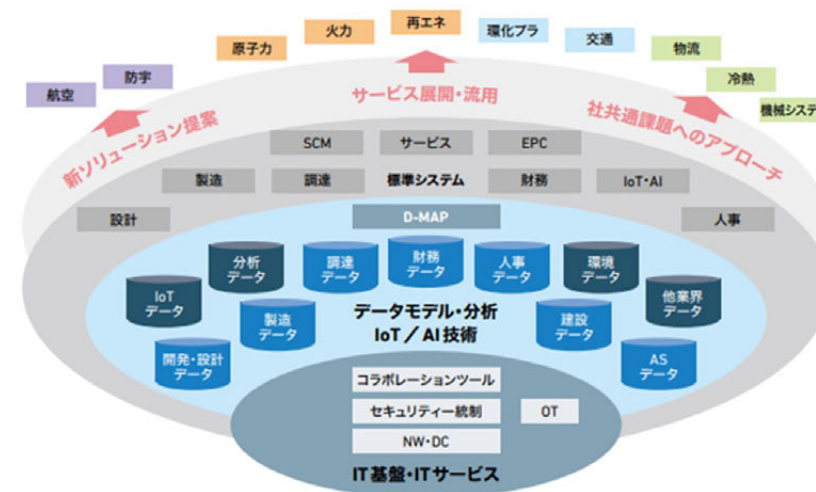 再エネ
火力
環化プラ
原子力
交通
物流
防宇
航空
冷熱
機械システ
新ソリューション提案
サービス展開・流用
社共通課題へのアプローチ
SCM
サービス
EPC
製造
調達
標準システム
財務
IoT・AI
設計
D-MAP
人事
分析
データ
調達
データ
財務
データ
人事
データ
環境
データ
IoT
データ
他業界
データ
製造
データ
データモデル・分析
IoT/AI技術
建設
データ
開発・設計
データ
AS
データ
コラボレーションツール
セキュリティー統制
OT
NW・DC
IT基盤・ITサービス